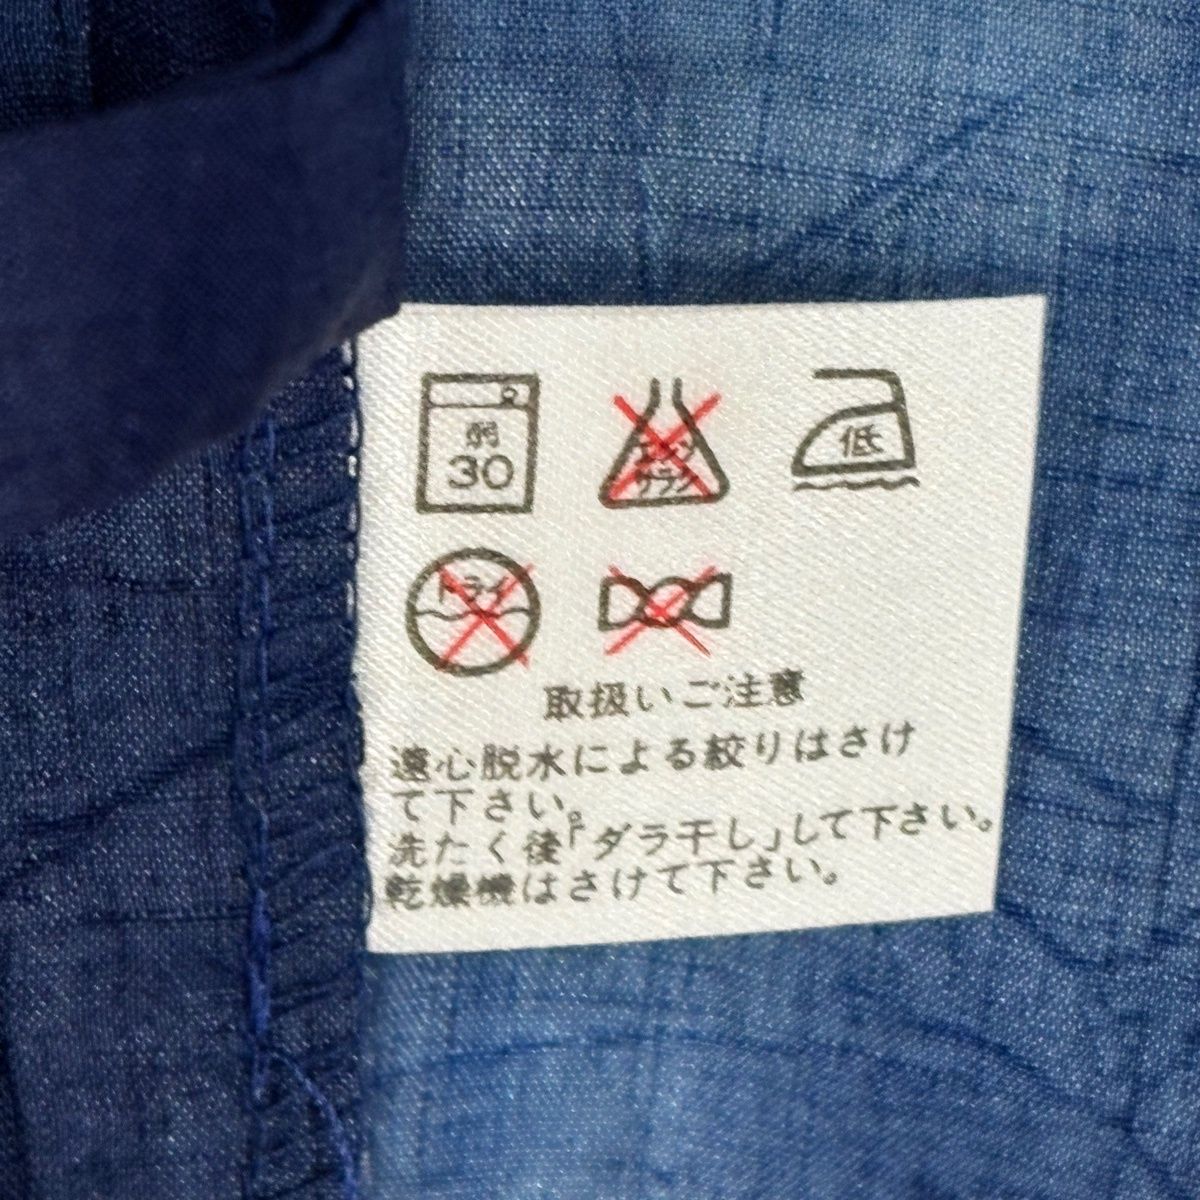 弱
30
エンソ
サラシ
低
ドライ
取扱いご注意
遠心脱水による絞りはさけ
て下さい。
洗たく後「ダラ干し」して下さい。
乾燥機はさけて下さい。